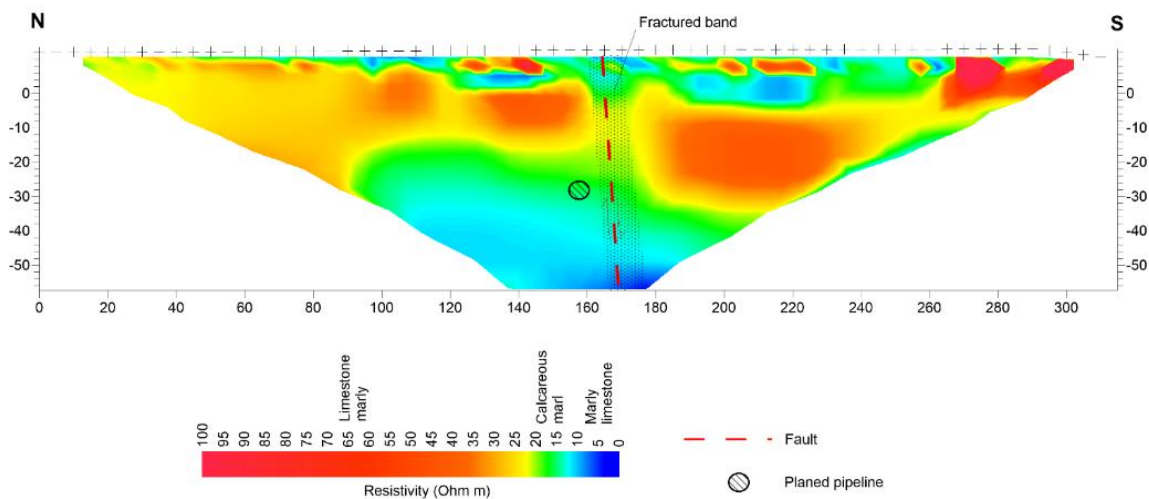 N
Fractured band
S
0
-10
-20
-30
-40
-50
0
-10
-20
-30
-40
-50
0 20 40 60 80 100 120 140 160 180 200 220 240 260 280 300
Limestone
marly
Calcareous
marl
Marly
limestone
100 95 90 85 80 75 70 65 60 55 50 45 40 35 30 25 20 15 10 5 0
Resistivity (Ohm m)
Fault
Planed pipeline